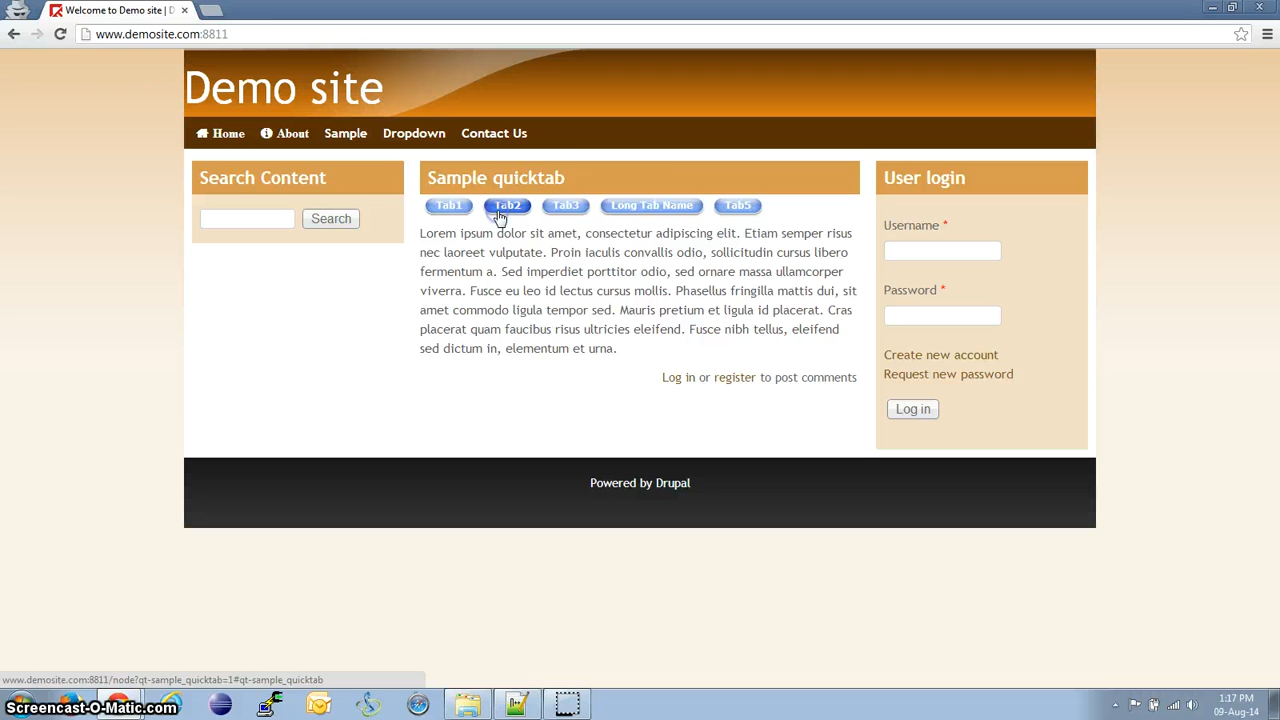 Welcome to Demo site | D
www.demosite.com:8811
Demo site
Home About Sample Dropdown Contact Us
Search Content
Search
Sample quicktab
Tab1 Tab2 Tab3 Long Tab Name Tab5
Lorem ipsum dolor sit amet, consectetur adipiscing elit. Etiam semper risus
nec laoreet vulputate. Proin iaculis convallis odio, sollicitudin cursus libero
fermentum a. Sed imperdiet porttitor odio, sed ornare massa ullamcorper
viverra. Fusce eu leo id lectus cursus mollis. Phasellus fringilla mattis dui, sit
amet commodo ligula tempor sed. Mauris pretium et ligula id placerat. Cras
placerat quam faucibus risus ultricies eleifend. Fusce nibh tellus, eleifend
sed dictum in, elementum et urna.
Log in or register to post comments
User login
Username *
Password *
Create new account
Request new password
Log in
Powered by Drupal
www.demosite.com:8811/node?qt-sample_quicktab=1#qt-sample_quicktab
Screencast-O-Matic.com
1:17 PM
09-Aug-14